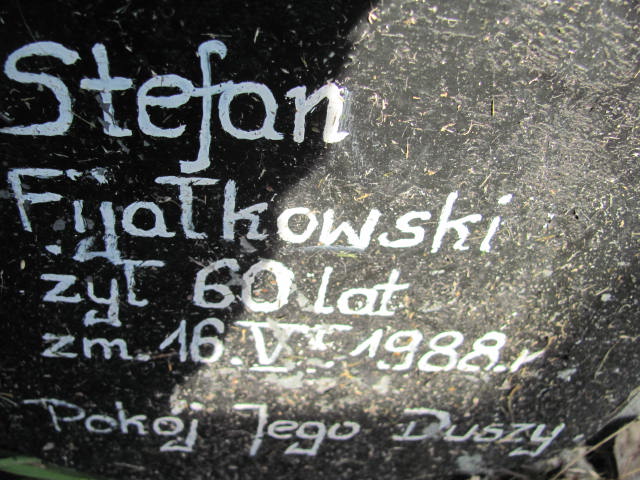 Stefan
Fijałkowski
żył 60 lat
zm. 16.VI.1988.r
Pokój Jego Duszy.